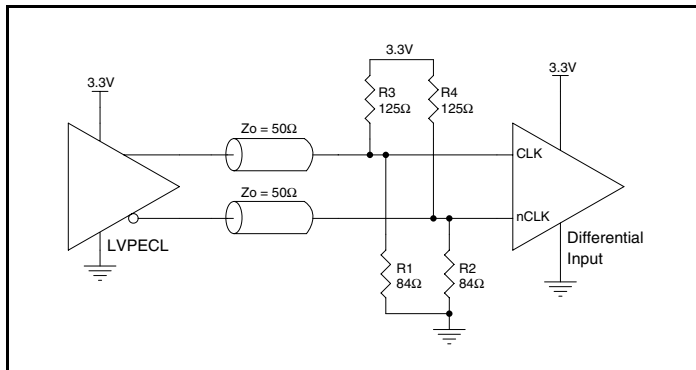 3.3V
3.3V
3.3V
R3
125Ω
R4
125Ω
Zo = 50Ω
CLK
Zo = 50Ω
nCLK
LVPECL
Differential
Input
R1
84Ω
R2
84Ω